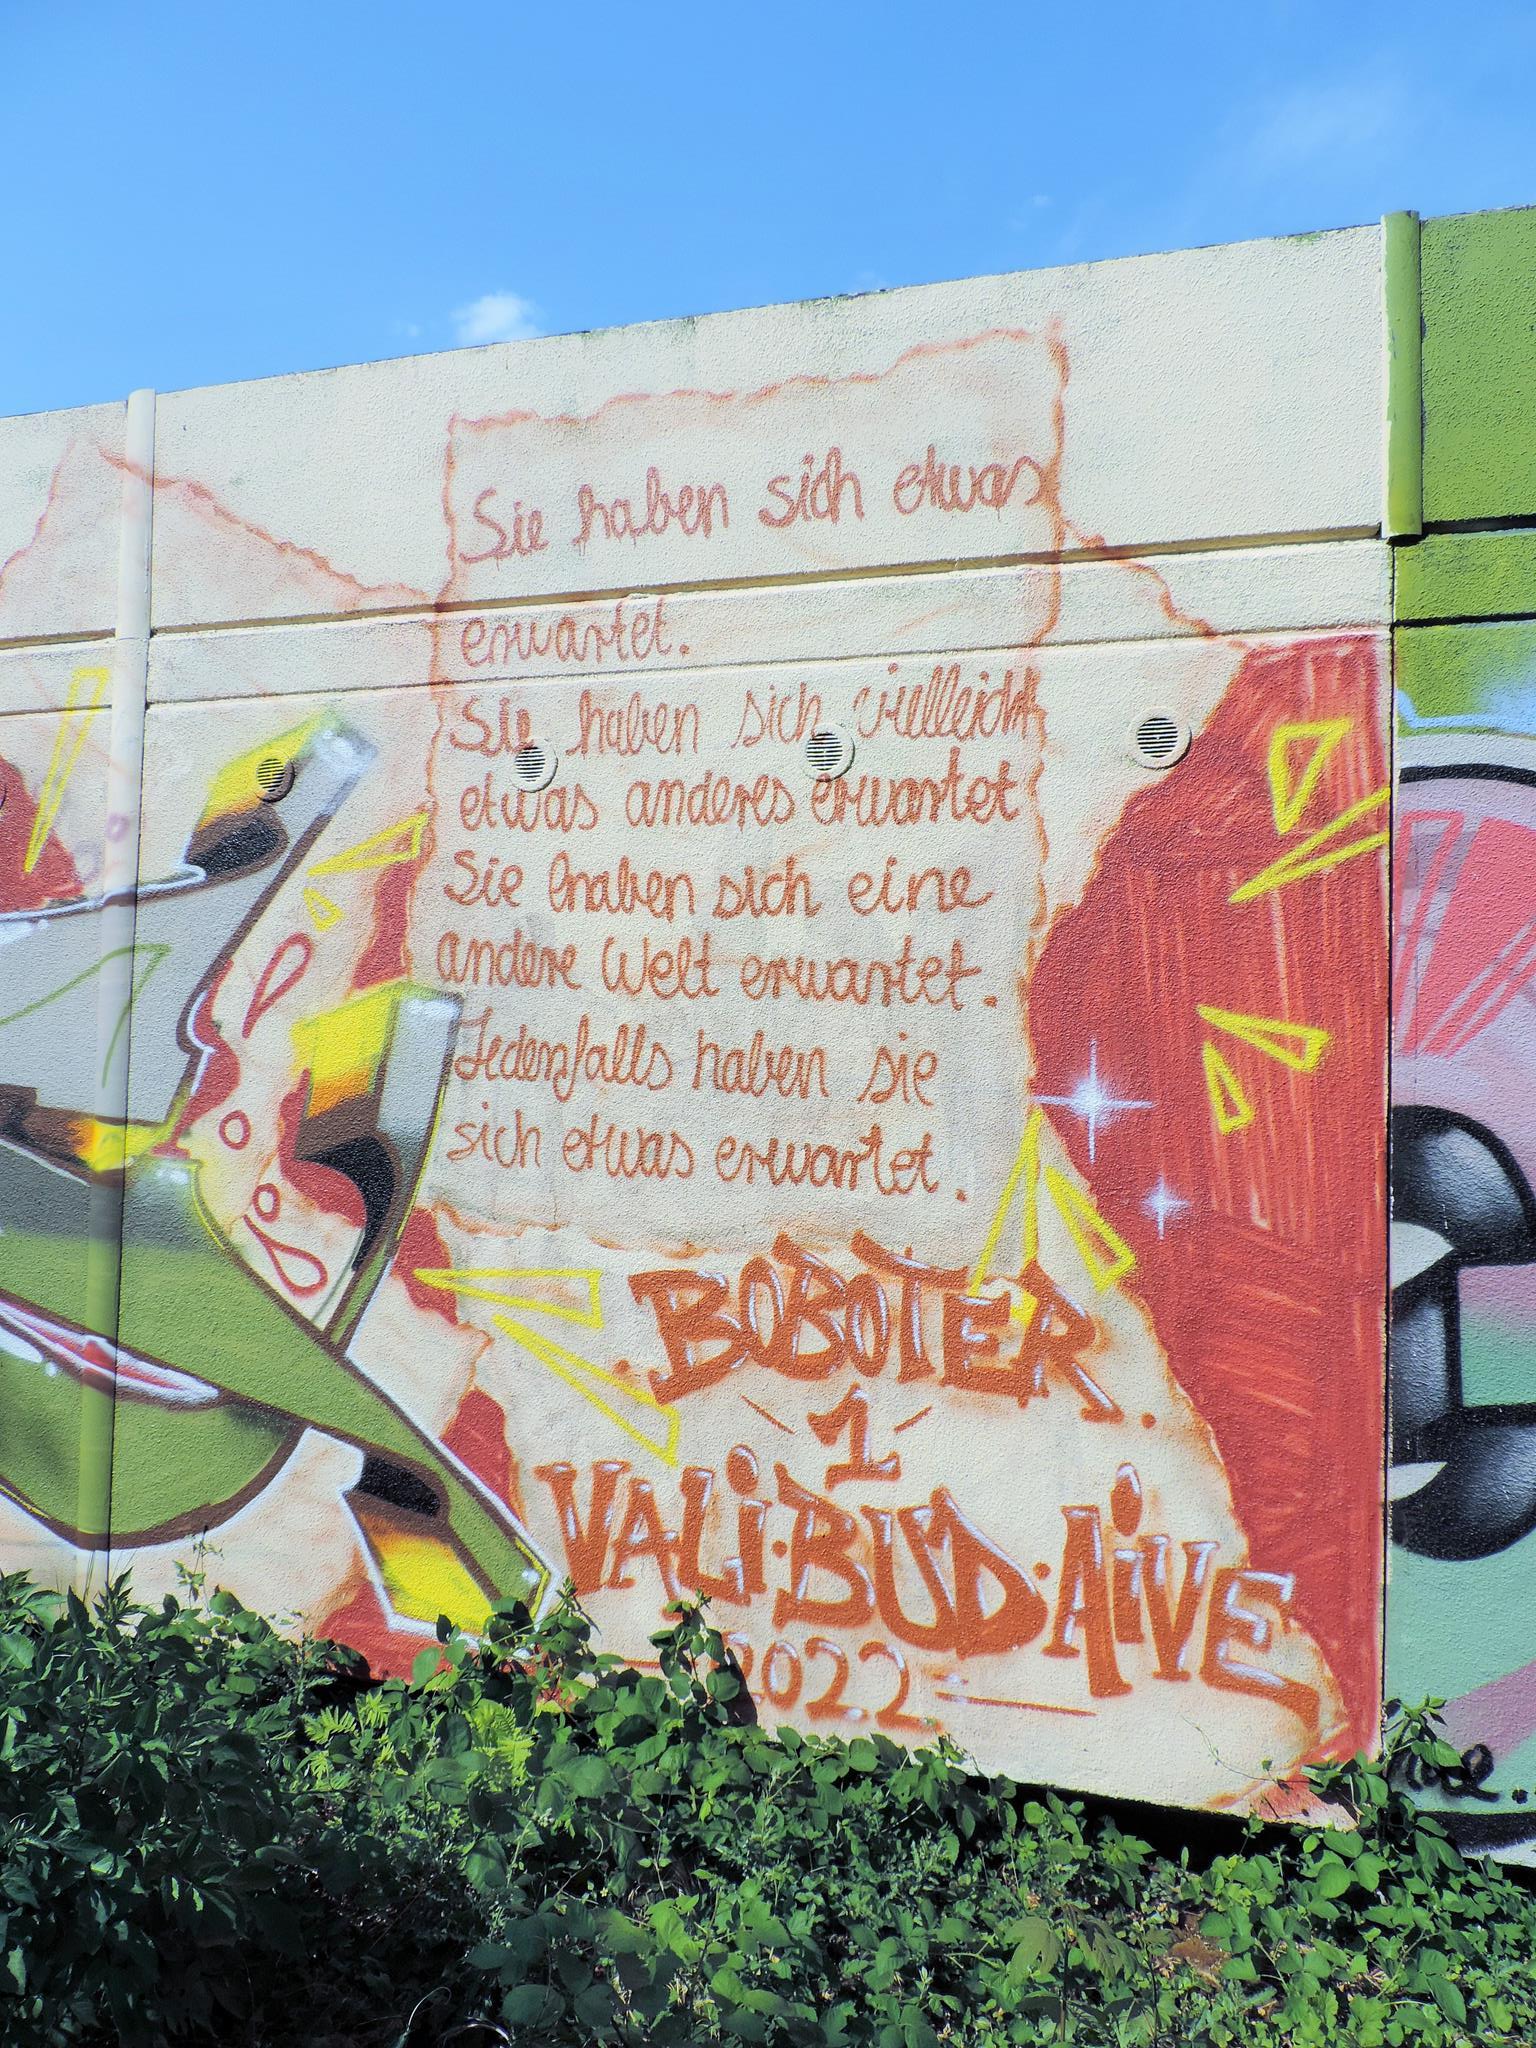 Sie haben sich etwas
erwartet.
Sie haben sich vielleicht
etwas anderes erwartet
Sie haben sich eine
andere Welt erwartet.
Jedenfalls haben sie
sich etwas erwartet.
.BOBOTER.
1
VALI·BUD·AIVE
2022